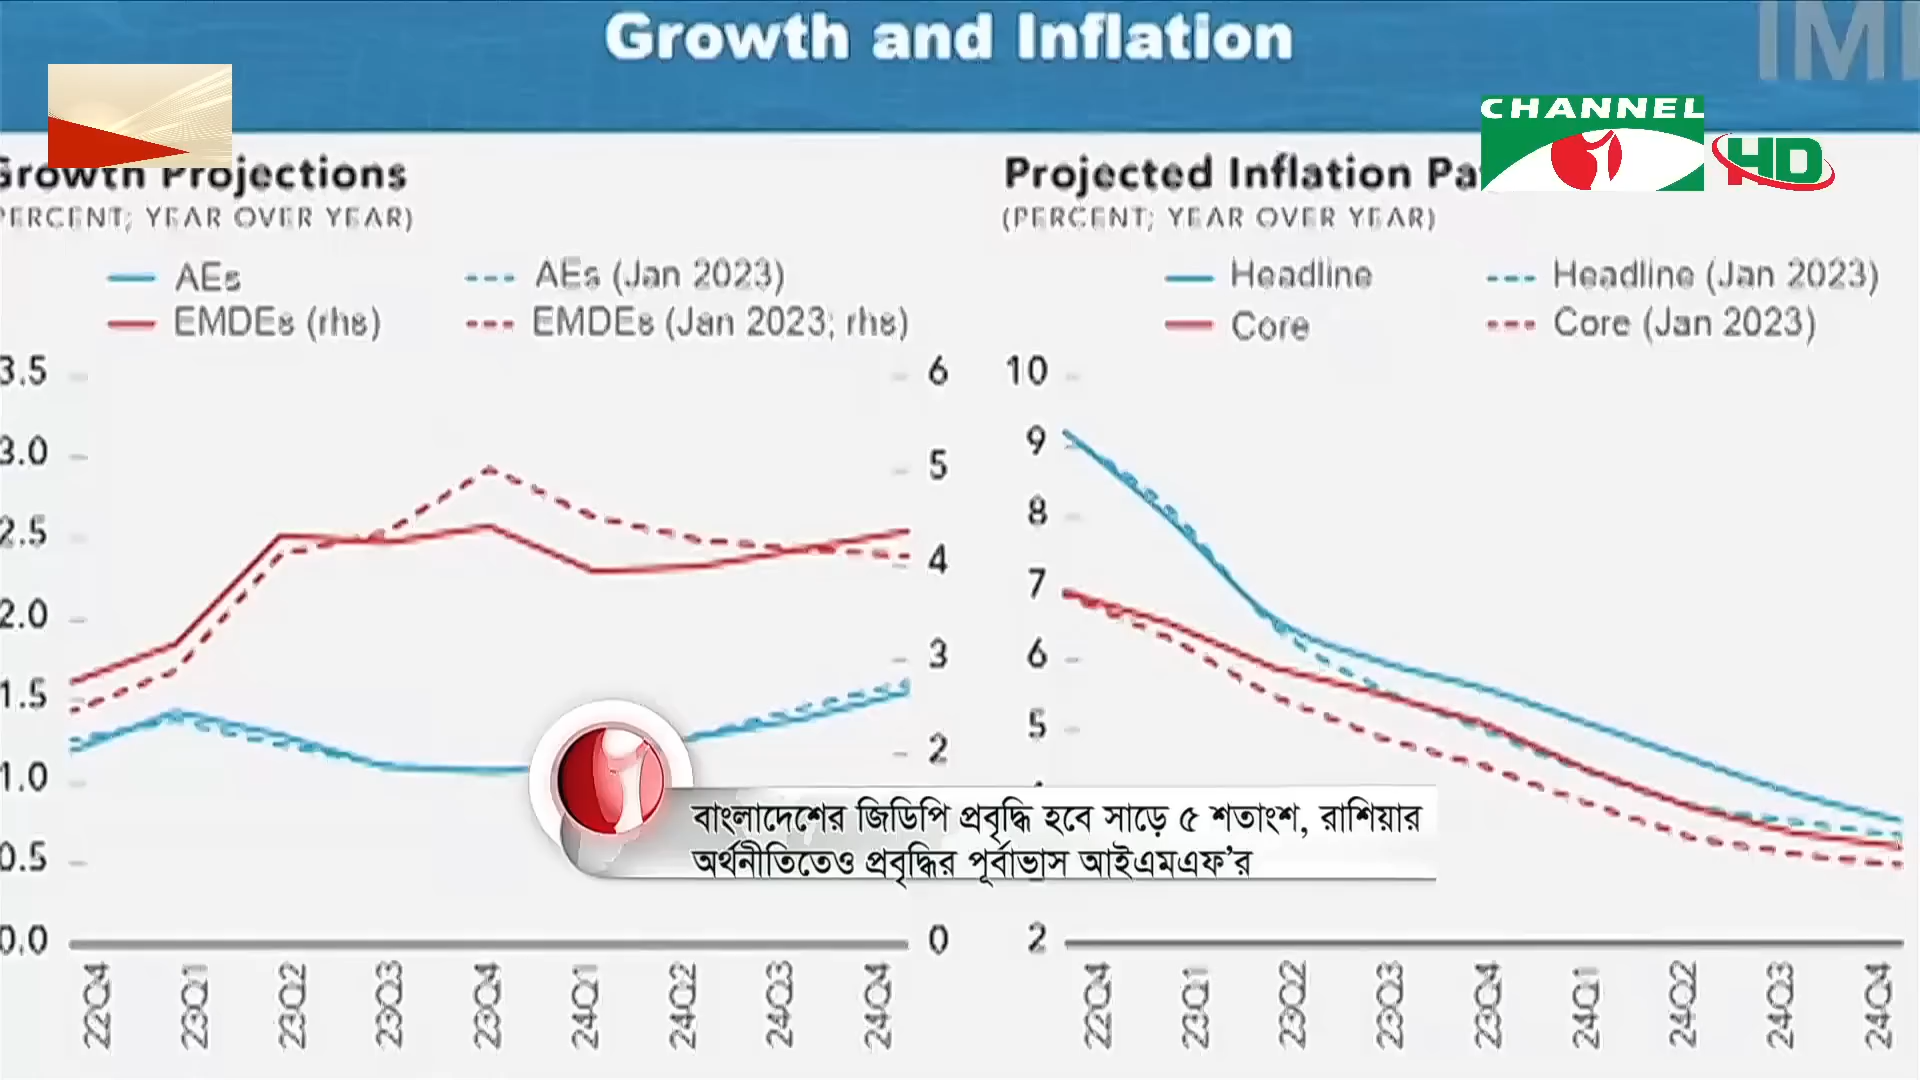 Growth and Inflation
CHANNEL
HD
Growth Projections
(PERCENT; YEAR OVER YEAR)
AEs
AEs (Jan 2023)
EMDEs (rhs)
EMDEs (Jan 2023; rhs)
3.5
3.0
2.5
2.0
1.5
1.0
0.5
0.0
6
5
4
3
2
0
22Q4
23Q1
23Q2
23Q3
23Q4
24Q1
24Q2
24Q3
24Q4
Projected Inflation
(PERCENT; YEAR OVER YEAR)
Headline
Headline (Jan 2023)
Core
Core (Jan 2023)
10
9
8
7
6
5
2
22Q4
23Q1
23Q2
23Q3
23Q4
24Q1
24Q2
24Q3
24Q4
বাংলাদেশের জিডিপি প্রবৃদ্ধি হবে সাড়ে ৫ শতাংশ, রাশিয়ার
অর্থনীতিতেও প্রবৃদ্ধির পূর্বাভাস আইএমএফ’র